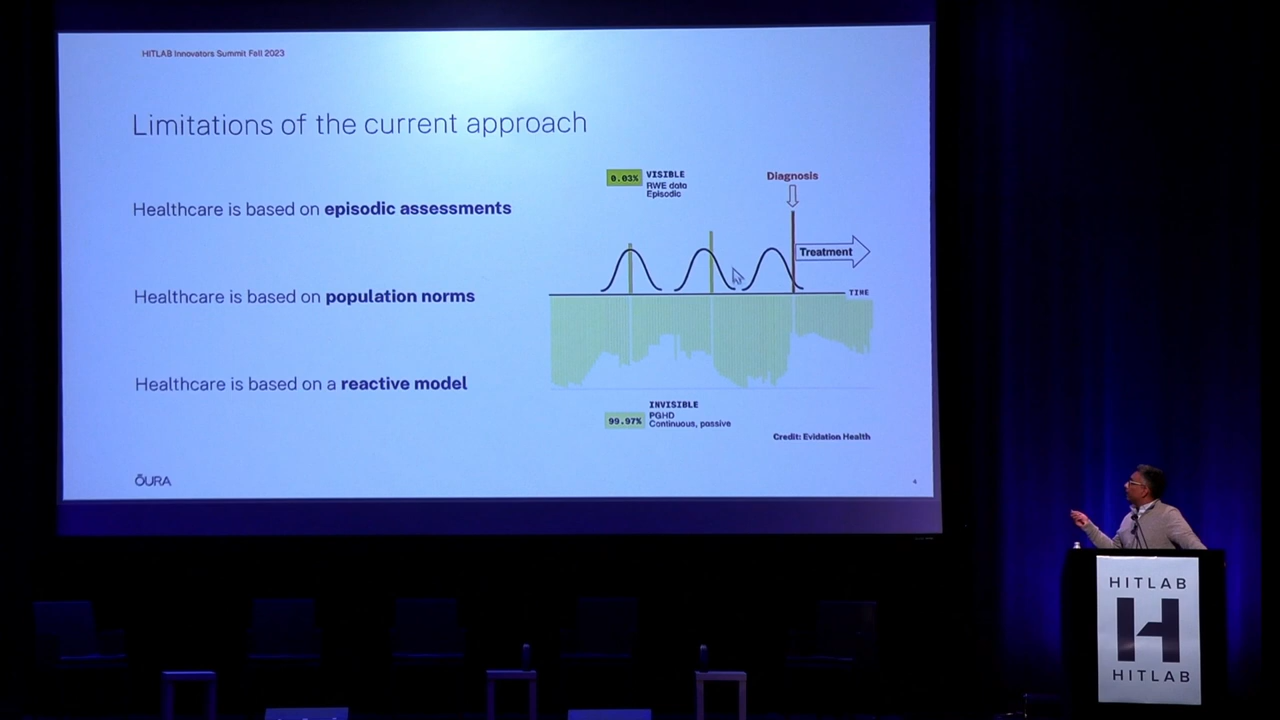 HITLAB Innovators Summit Fall 2023
Limitations of the current approach
Healthcare is based on episodic assessments
Healthcare is based on population norms
Healthcare is based on a reactive model
0.03% VISIBLE
RWE data
Episodic
Diagnosis
Treatment
TIME
INVISIBLE
99.97% PGHD
Continuous, passive
Credit: Evidation Health
ŌURA
4
HITLAB
H
HITLAB